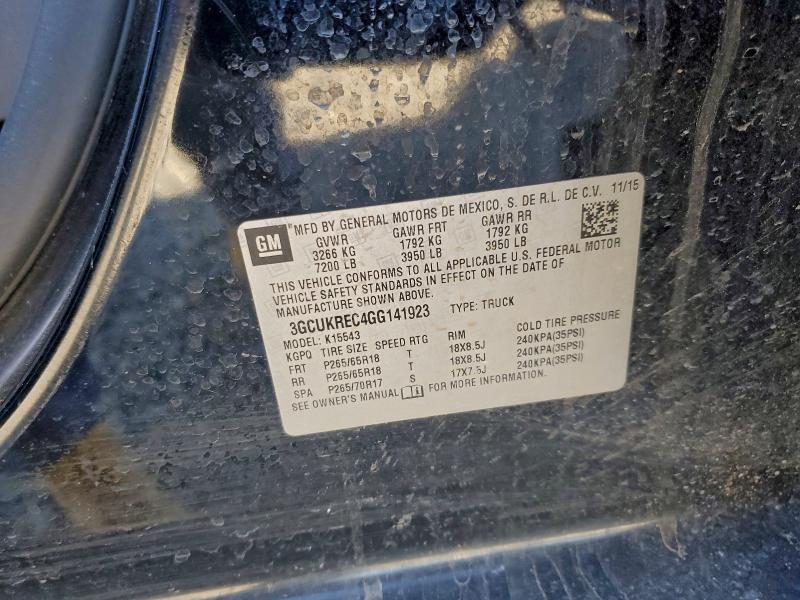 MFD BY GENERAL MOTORS DE MEXICO, S. DE R.L. DE C.V. 11/15
GM
GVWR GAWR FRT GAWR RR
3266 KG 1792 KG 1792 KG
7200 LB 3950 LB 3950 LB
THIS VEHICLE CONFORMS TO ALL APPLICABLE U.S. FEDERAL MOTOR
VEHICLE SAFETY STANDARDS IN EFFECT ON THE DATE OF
MANUFACTURE SHOWN ABOVE.
3GCUKREC4GG141923 TYPE: TRUCK
MODEL: K15543
KGPQ TIRE SIZE SPEED RTG RIM COLD TIRE PRESSURE
FRT P265/65R18 T 18X8.5J 240KPA(35PSI)
RR P265/65R18 T 18X8.5J 240KPA(35PSI)
SPA P265/70R17 S 17X7.5J 240KPA(35PSI)
SEE OWNER'S MANUAL FOR MORE INFORMATION.